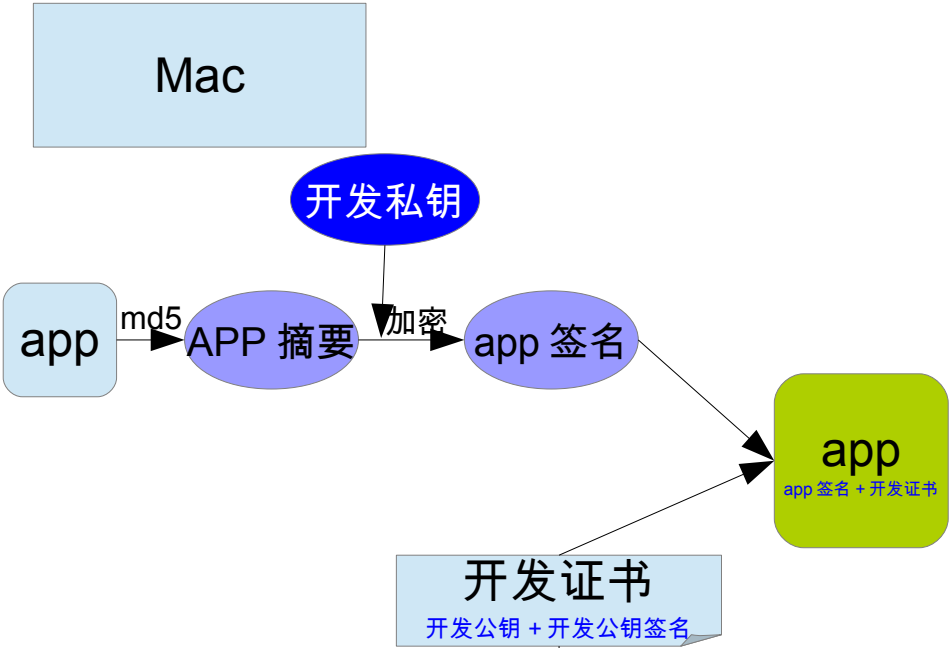 Mac
开发私钥
app
md5
APP 摘要
加密
app 签名
app
app 签名 + 开发证书
开发证书
开发公钥 + 开发公钥签名